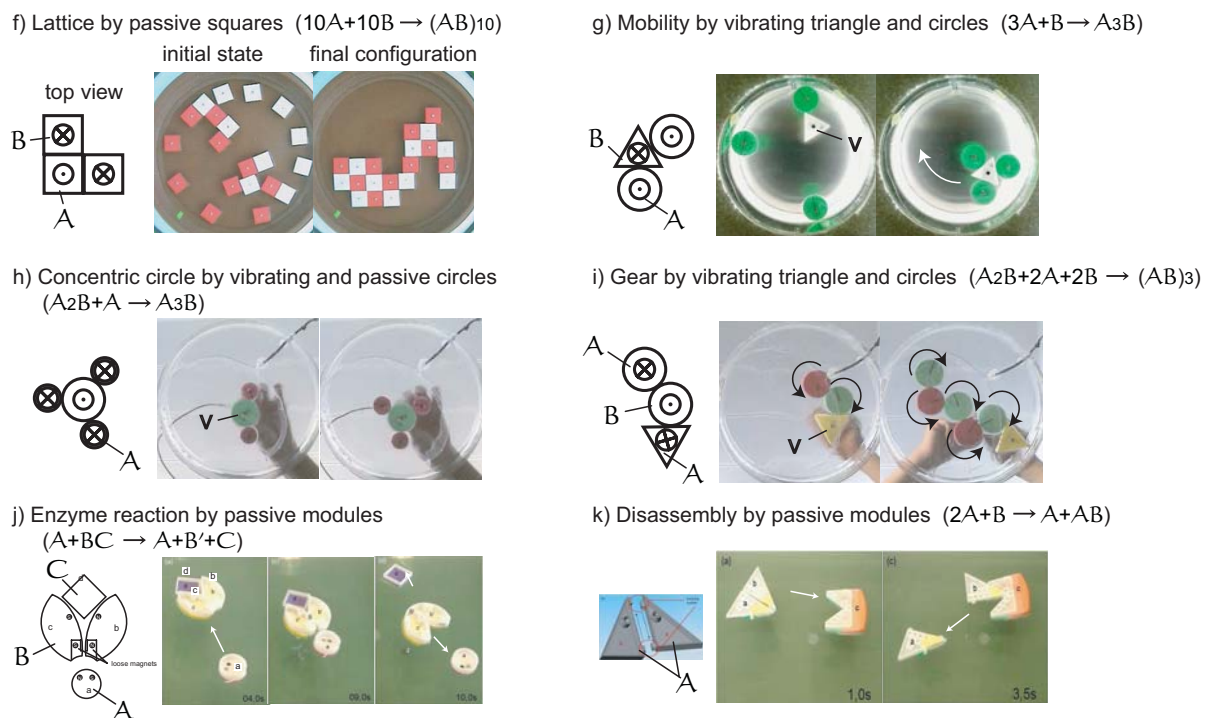 f) Lattice by passive squares (10A+10B → (AB)10)
initial state final configuration
top view
B
A
g) Mobility by vibrating triangle and circles (3A+B → A3B)
B
A
V
h) Concentric circle by vibrating and passive circles
(A2B+A → A3B)
A
V
i) Gear by vibrating triangle and circles (A2B+2A+2B → (AB)3)
A
B
A
V
j) Enzyme reaction by passive modules
(A+BC → A+B′+C)
C
d
c
b
B
loose magnets
a
A
d
b
c
a
04,0s
09,0s
10,0s
k) Disassembly by passive modules (2A+B → A+AB)
A
[a]
b
a
c
1,0s
(c)
b
c
3,5s